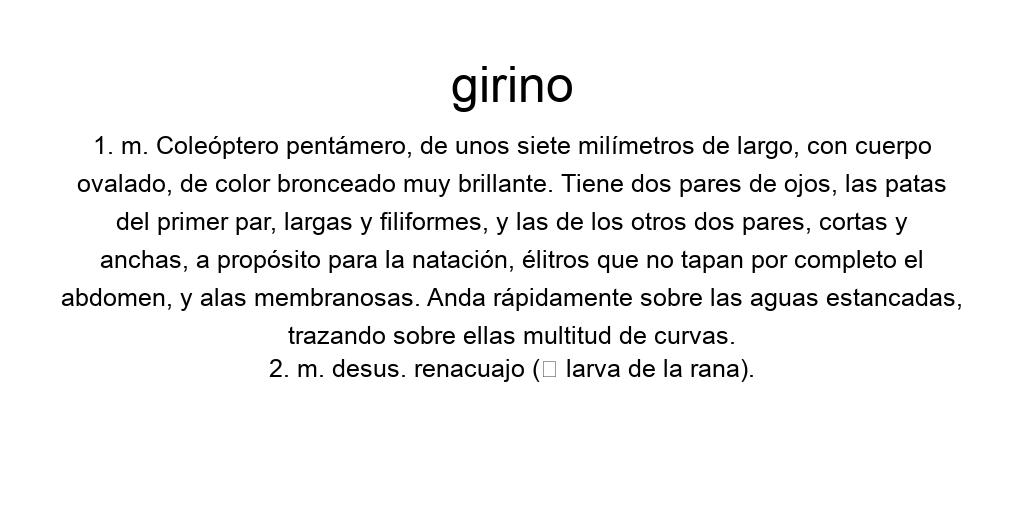 girino
1. m. Coleóptero pentámero, de unos siete milímetros de largo, con cuerpo
ovalado, de color bronceado muy brillante. Tiene dos pares de ojos, las patas
del primer par, largas y filiformes, y las de los otros dos pares, cortas y
anchas, a propósito para la natación, élitros que no tapan por completo el
abdomen, y alas membranosas. Anda rápidamente sobre las aguas estancadas,
trazando sobre ellas multitud de curvas.
2. m. desus. renacuajo (▯ larva de la rana).